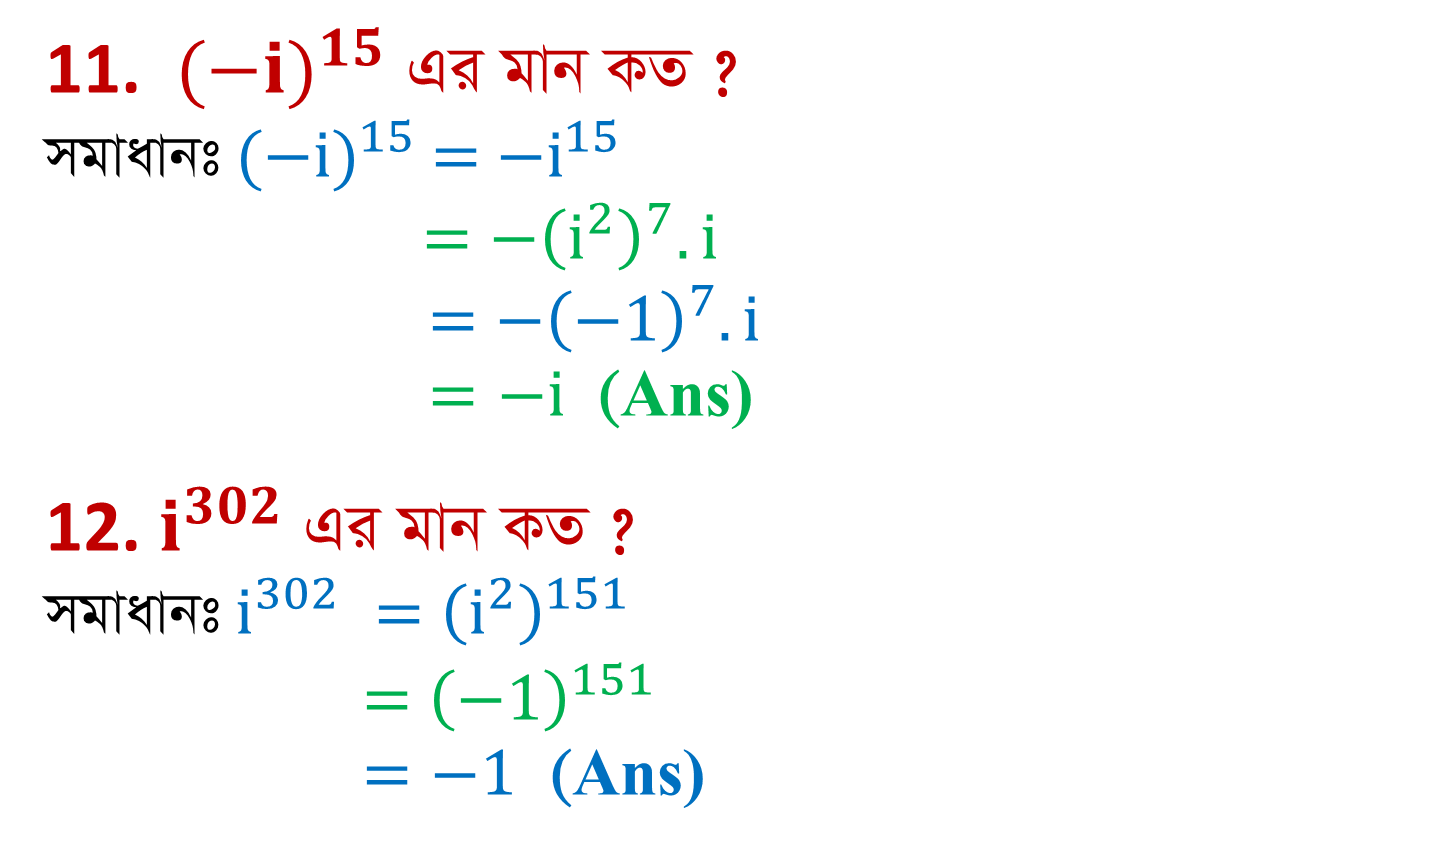 11. (−i)¹⁵ এর মান কত ?
সমাধানঃ (−i)¹⁵ = −i¹⁵
= −(i²)⁷. i
= −(−1)⁷. i
= −i (Ans)
12. i³⁰² এর মান কত ?
সমাধানঃ i³⁰² = (i²)¹⁵¹
= (−1)¹⁵¹
= −1 (Ans)